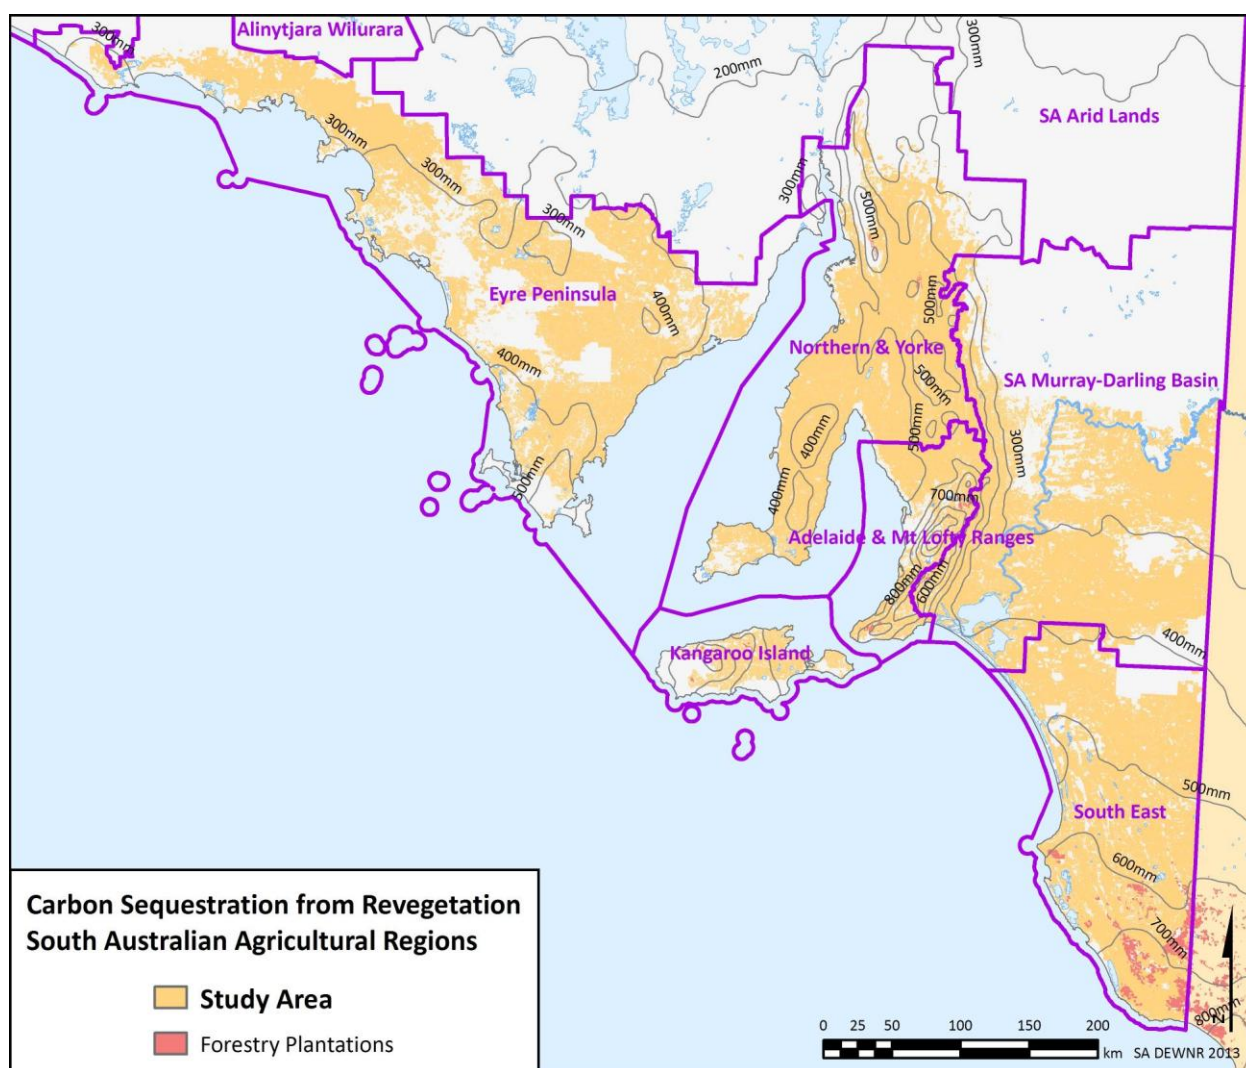 300mm
Alinytjara Wilurara
200mm
300mm
SA Arid Lands
300mm
300mm
300mm
500mm
300mm
Eyre Peninsula
400mm
500mm
Northern & Yorke
400mm
500mm
SA Murray-Darling Basin
400mm
500mm
300mm
500mm
400mm
700mm
Adelaide & Mt Lofty Ranges
800mm
600mm
400mm
Kangaroo Island
500mm
South East
600mm
700mm
800mm
Carbon Sequestration from Revegetation
South Australian Agricultural Regions
Study Area
Forestry Plantations
N
0 25 50 100 150 200
km SA DEWNR 2013